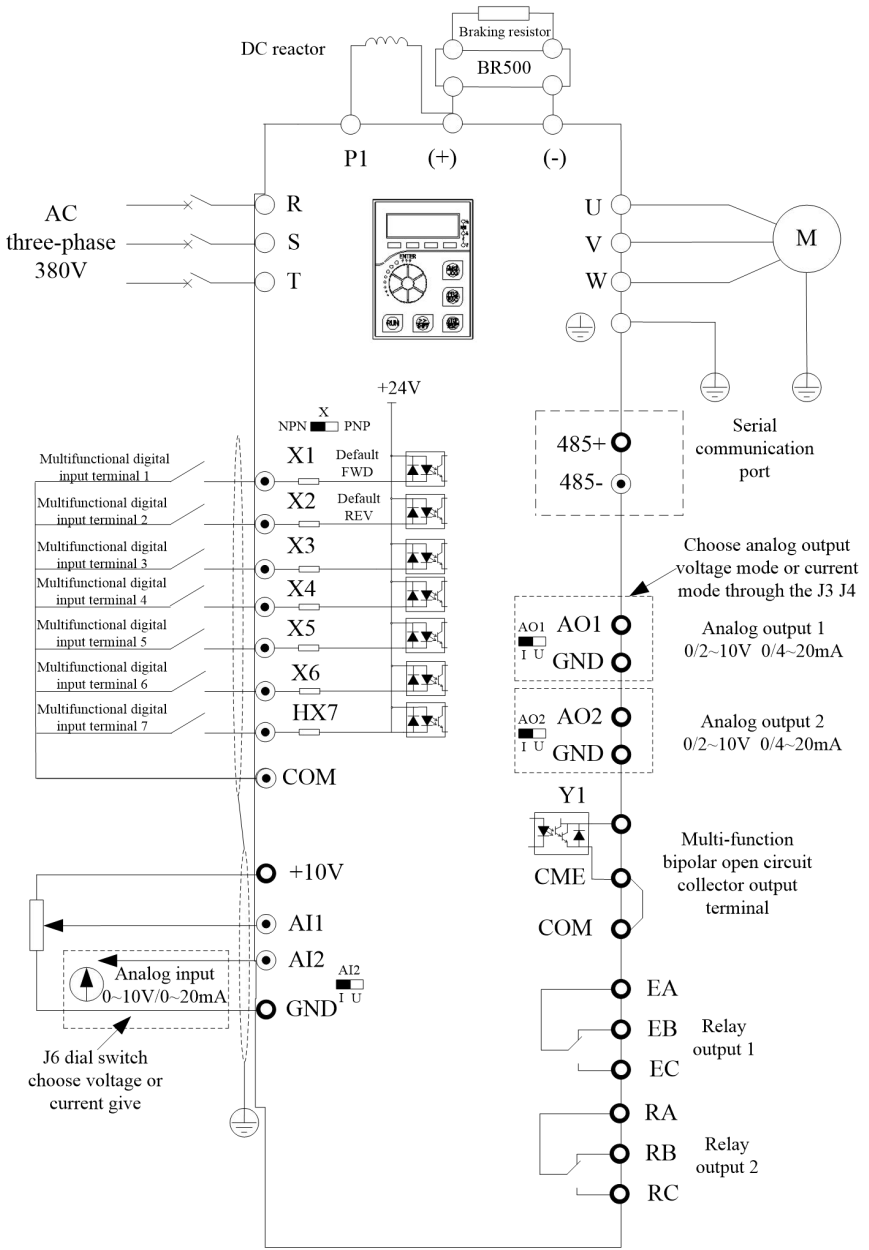 Braking resistor
DC reactor
BR500
P1
(+)
(-)
AC
three-phase
380V
R
S
T
ENTER
RUN
U
V
W
M
+24V
X
NPN
PNP
X1
Default
FWD
X2
Default
REV
X3
X4
X5
X6
HX7
COM
Multifunctional digital
input terminal 1
Multifunctional digital
input terminal 2
Multifunctional digital
input terminal 3
Multifunctional digital
input terminal 4
Multifunctional digital
input terminal 5
Multifunctional digital
input terminal 6
Multifunctional digital
input terminal 7
+10V
AI1
AI2
GND
AI2
I U
Analog input
0~10V/0~20mA
J6 dial switch
choose voltage or
current give
485+
485-
Serial
communication
port
Choose analog output
voltage mode or current
mode through the J3 J4
AO1
I U
AO1
GND
Analog output 1
0/2~10V 0/4~20mA
AO2
I U
AO2
GND
Analog output 2
0/2~10V 0/4~20mA
Y1
CME
COM
Multi-function
bipolar open circuit
collector output
terminal
EA
EB
EC
Relay
output 1
RA
RB
RC
Relay
output 2